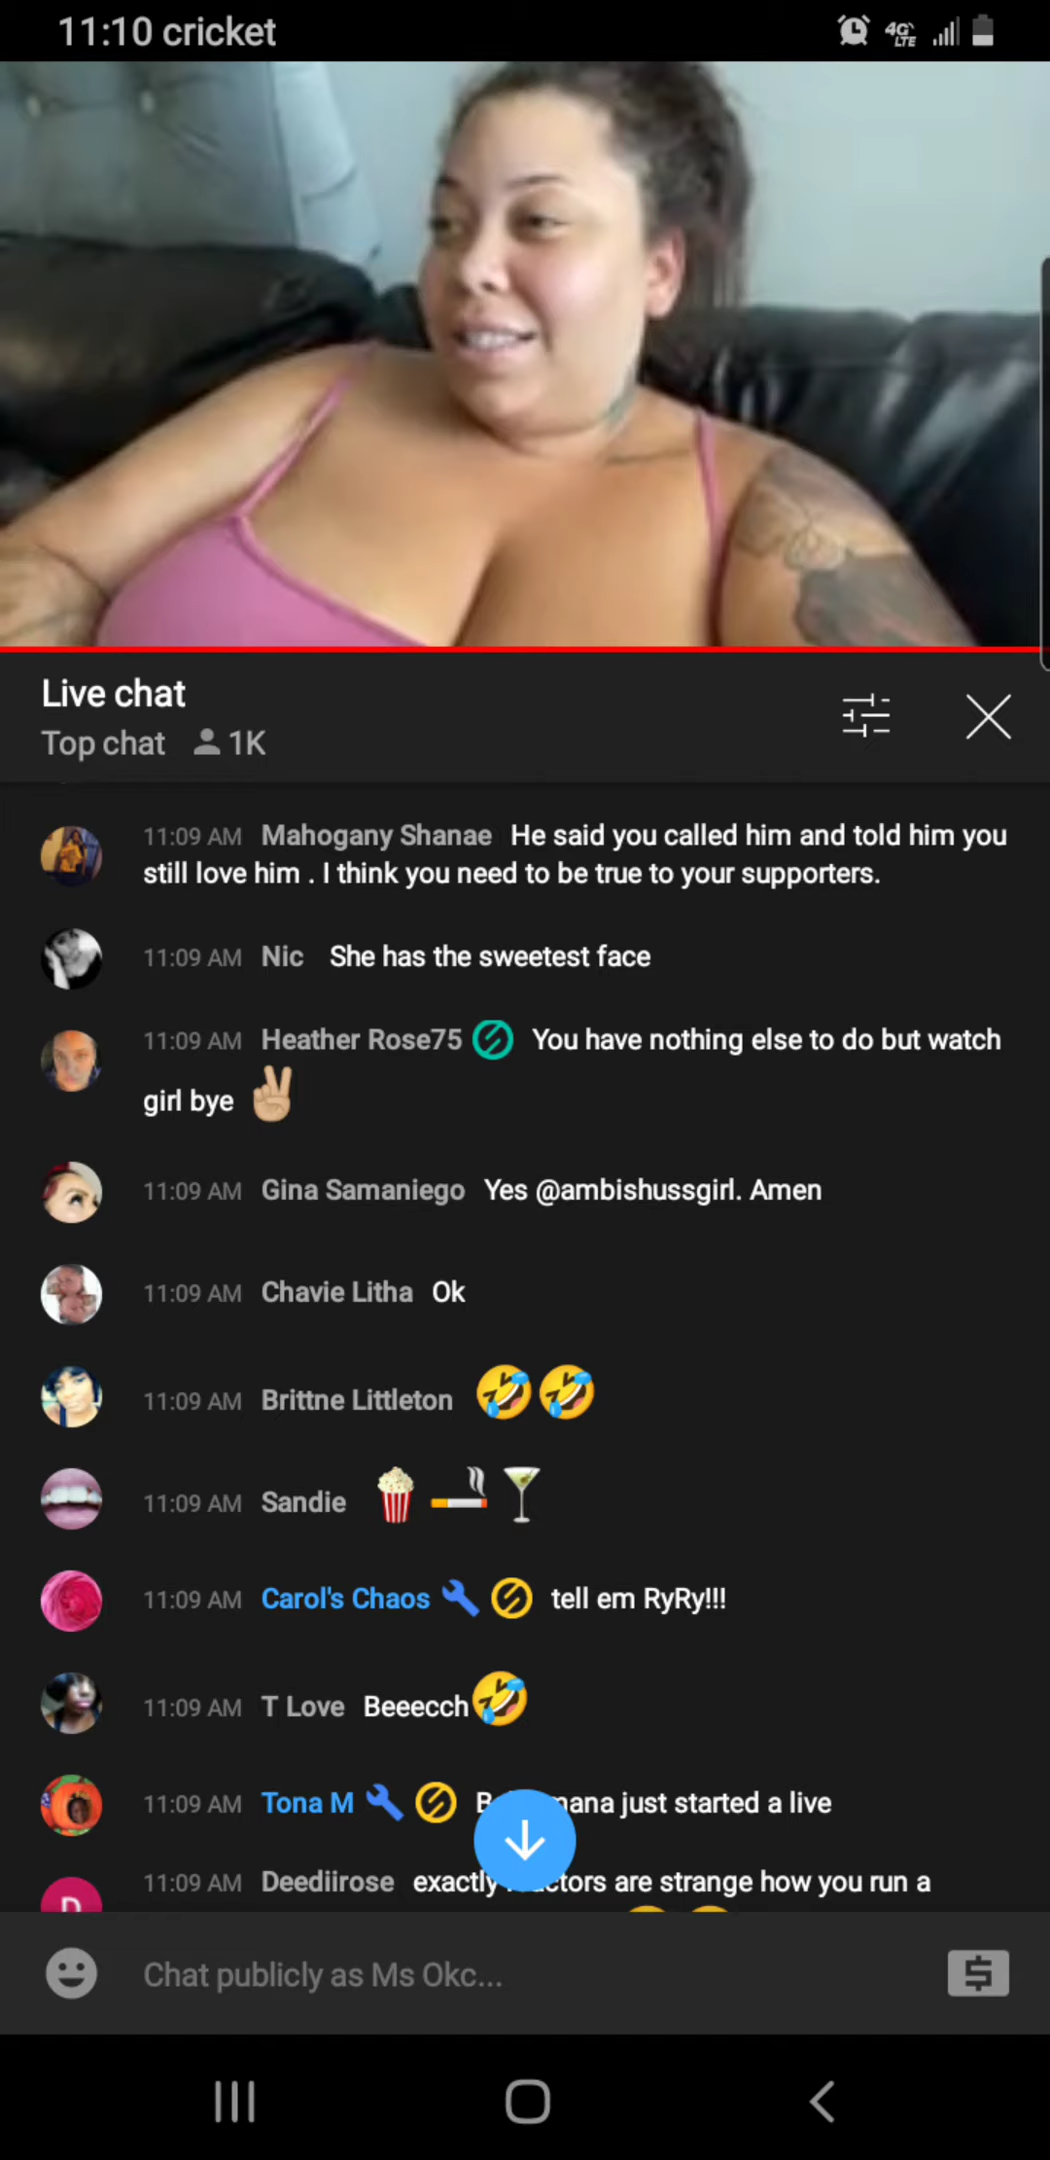 11:10 cricket
4G LTE
Live chat
Top chat 1K
11:09 AM Mahogany Shanae He said you called him and told him you
still love him . I think you need to be true to your supporters.
11:09 AM Nic She has the sweetest face
11:09 AM Heather Rose75 You have nothing else to do but watch
girl bye ✌🏼
11:09 AM Gina Samaniego Yes @ambishussgirl. Amen
11:09 AM Chavie Litha Ok
11:09 AM Brittne Littleton 🤣🤣
11:09 AM Sandie 🍿🚬🍸
11:09 AM Carol's Chaos tell em RyRy!!!
11:09 AM T Love Beeecch🤣
11:09 AM Tona M just started a live
D 11:09 AM Deediirose exactly are strange how you run a
Chat publicly as Ms Okc...